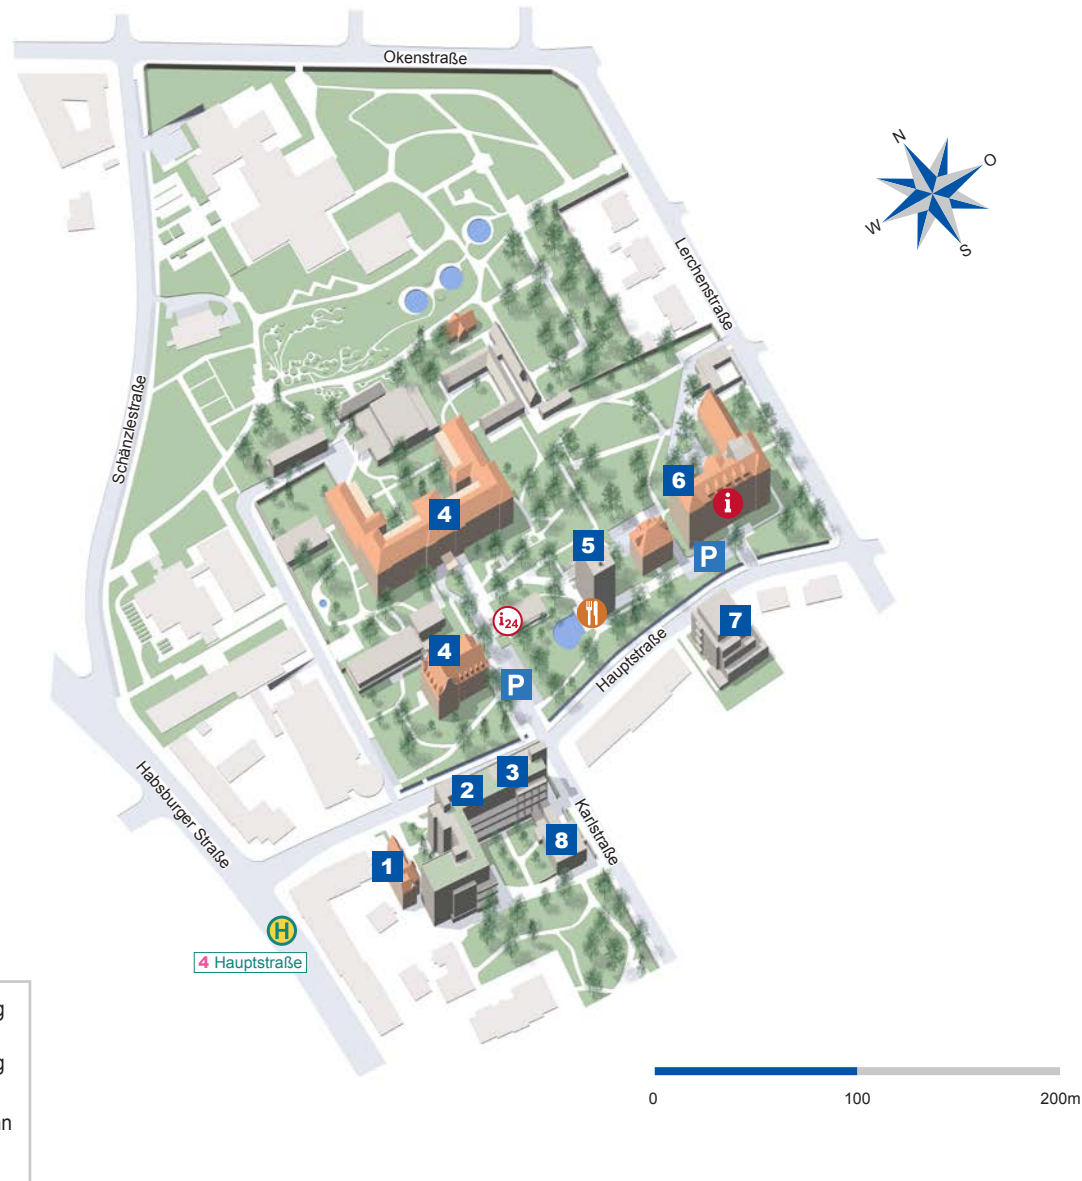 Okenstraße
N
O
W
S
Lerchenstraße
Schänzlestraße
6
i
4
5
P
i24
7
4
Hauptstraße
P
3
2
Habsburger Straße
Karlstraße
8
1
H
4 Hauptstraße
0 100 200m